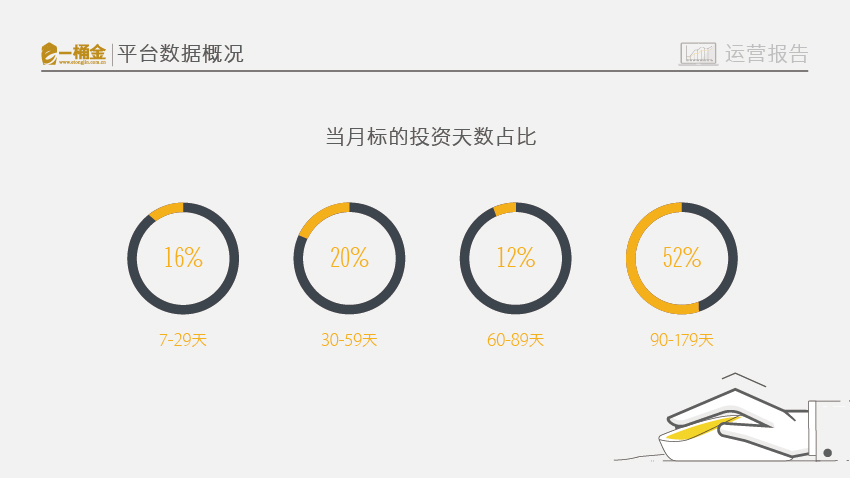 一桶金
平台数据概况
运营报告
当月标的投资天数占比
16%
20%
12%
52%
7-29天
30-59天
60-89天
90-179天